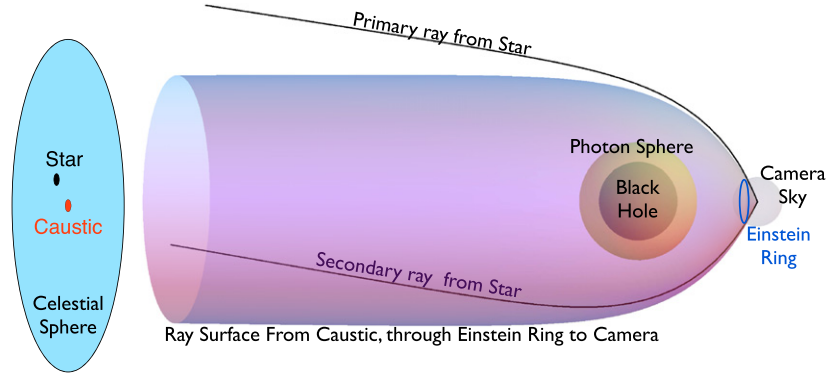 Primary ray from Star
Photon Sphere
Camera
Sky
Star
Black
Hole
Caustic
Einstein
Ring
Secondary ray from Star
Celestial
Sphere
Ray Surface From Caustic, through Einstein Ring to Camera